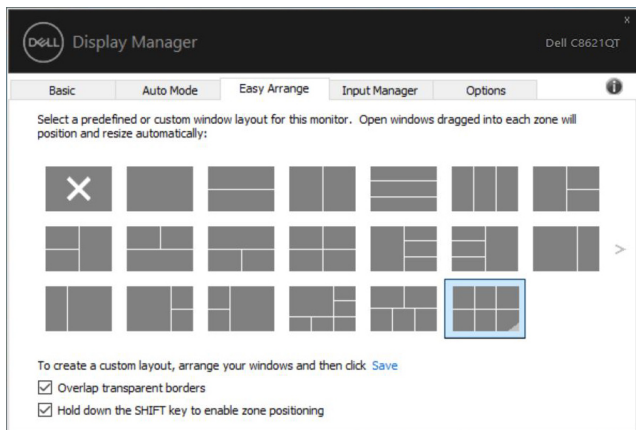 x
DELL Display Manager
Dell C8621QT
Basic Auto Mode Easy Arrange Input Manager Options
Select a predefined or custom window layout for this monitor. Open windows dragged into each zone will
position and resize automatically:
>
To create a custom layout, arrange your windows and then click Save
Overlap transparent borders
Hold down the SHIFT key to enable zone positioning